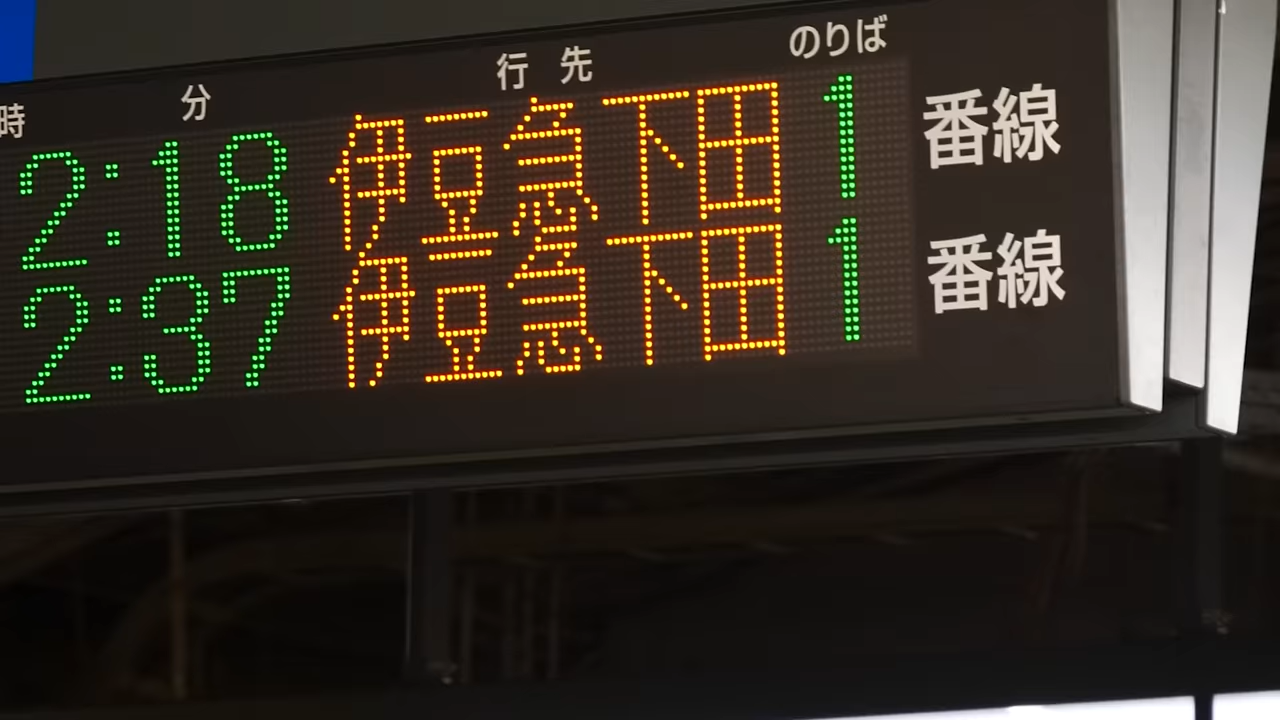 時 分 行先 のりば
2:18 伊豆急下田 1 番線
2:37 伊豆急下田 1 番線